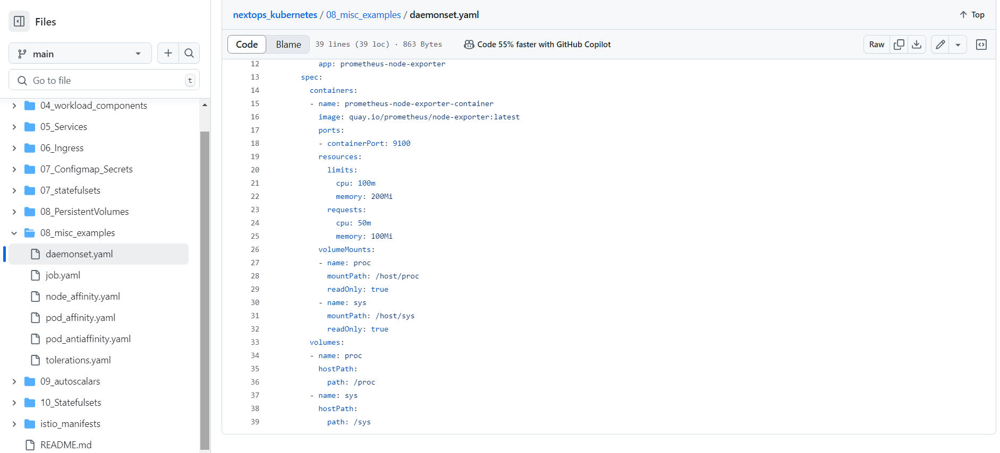 Files
main
Go to file
t
04_workload_components
05_Services
06_Ingress
07_Configmap_Secrets
07_statefulsets
08_PersistentVolumes
08_misc_examples
daemonset.yaml
job.yaml
node_affinity.yaml
pod_affinity.yaml
pod_antiaffinity.yaml
tolerations.yaml
09_autoscalars
10_Statefulsets
istio_manifests
README.md
nextops_kubernetes / 08_misc_examples / daemonset.yaml
Top
Code Blame 39 lines (39 loc) · 863 Bytes Code 55% faster with GitHub Copilot Raw
12 app: prometheus-node-exporter
13 spec:
14 containers:
15 - name: prometheus-node-exporter-container
16 image: quay.io/prometheus/node-exporter:latest
17 ports:
18 - containerPort: 9100
19 resources:
20 limits:
21 cpu: 100m
22 memory: 200Mi
23 requests:
24 cpu: 50m
25 memory: 100Mi
26 volumeMounts:
27 - name: proc
28 mountPath: /host/proc
29 readOnly: true
30 - name: sys
31 mountPath: /host/sys
32 readOnly: true
33 volumes:
34 - name: proc
35 hostPath:
36 path: /proc
37 - name: sys
38 hostPath:
39 path: /sys